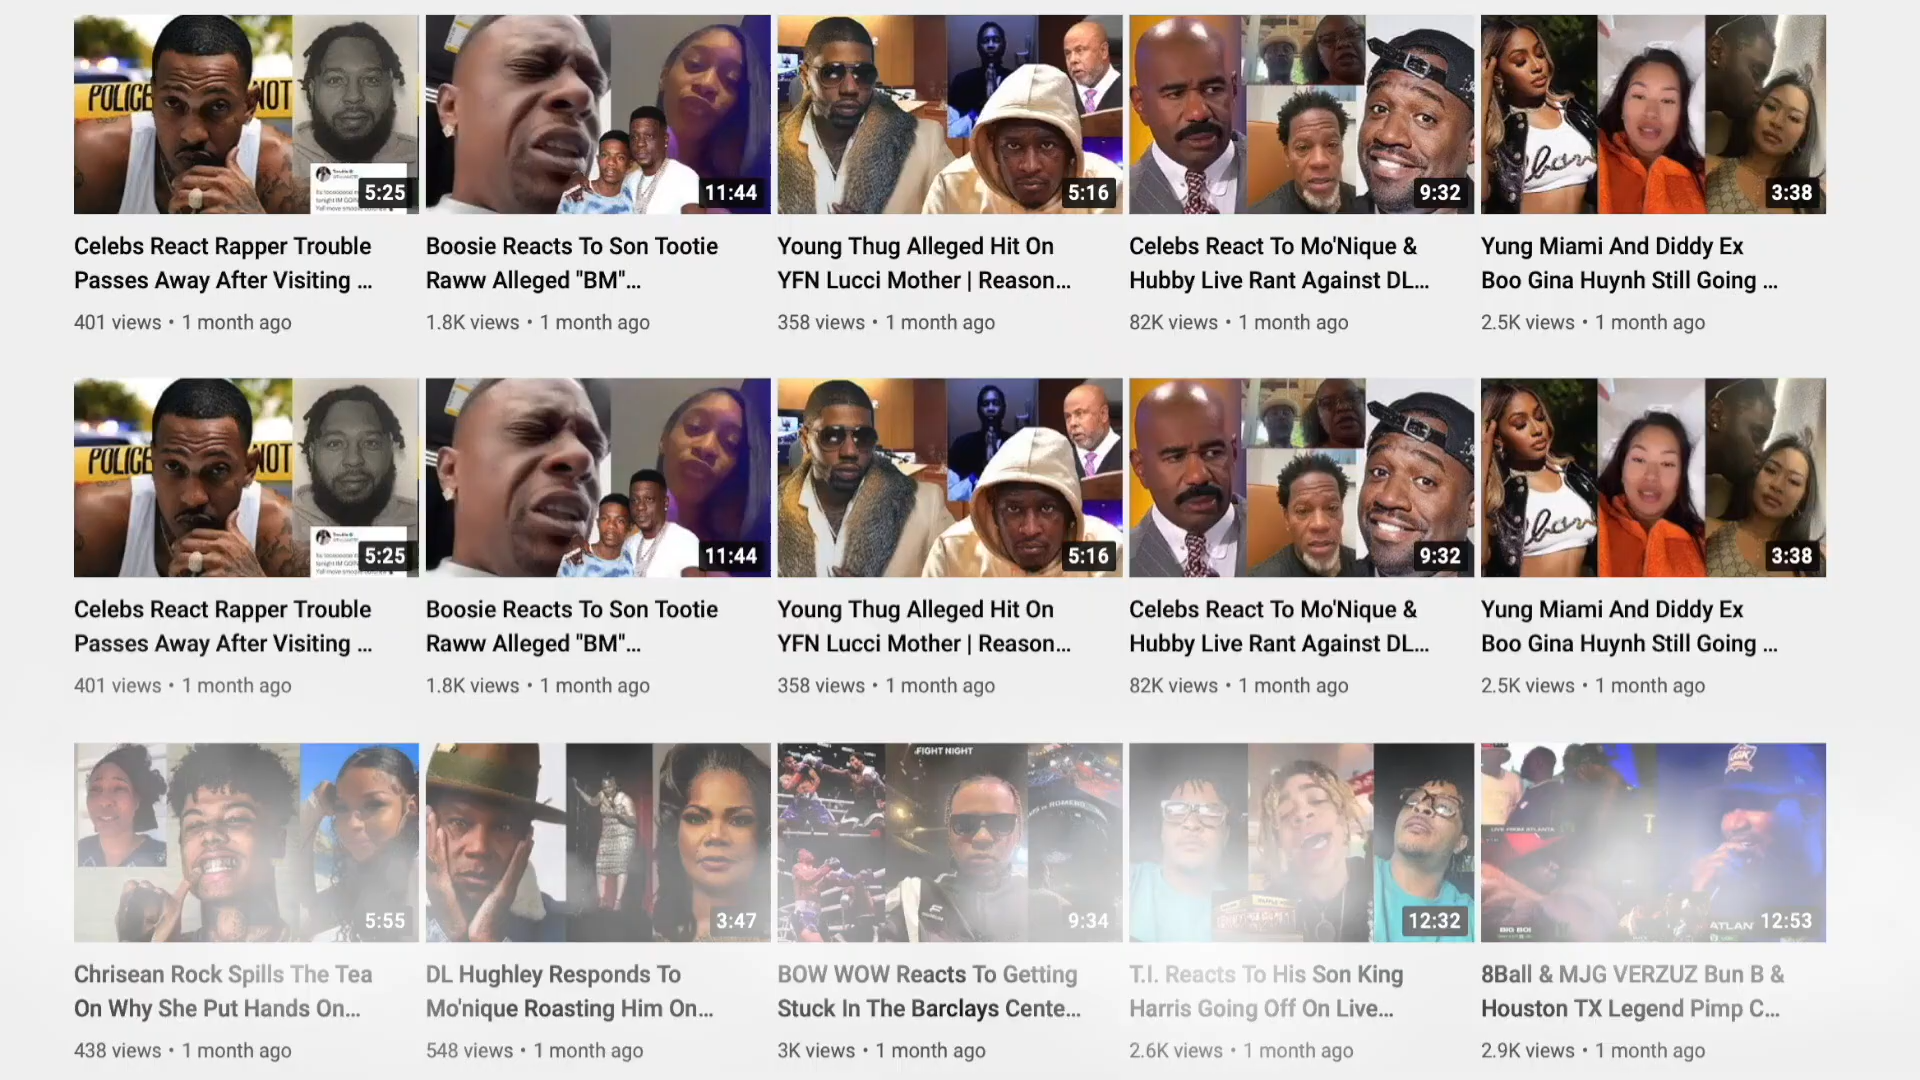 POLICE
NOT
5:25
11:44
5:16
9:32
3:38
Celebs React Rapper Trouble
Passes Away After Visiting ...
401 views • 1 month ago
Boosie Reacts To Son Tootie
Raww Alleged "BM"...
1.8K views • 1 month ago
Young Thug Alleged Hit On
YFN Lucci Mother | Reason...
358 views • 1 month ago
Celebs React To Mo'Nique &
Hubby Live Rant Against DL...
82K views • 1 month ago
Yung Miami And Diddy Ex
Boo Gina Huynh Still Going ...
2.5K views • 1 month ago
POLICE
NOT
5:25
11:44
5:16
9:32
3:38
Celebs React Rapper Trouble
Passes Away After Visiting ...
401 views • 1 month ago
Boosie Reacts To Son Tootie
Raww Alleged "BM"...
1.8K views • 1 month ago
Young Thug Alleged Hit On
YFN Lucci Mother | Reason...
358 views • 1 month ago
Celebs React To Mo'Nique &
Hubby Live Rant Against DL...
82K views • 1 month ago
Yung Miami And Diddy Ex
Boo Gina Huynh Still Going ...
2.5K views • 1 month ago
FIGHT NIGHT
LIVE FROM ATLANTA
BIG BOI
ATLAN
5:55
3:47
9:34
12:32
12:53
Chrisean Rock Spills The Tea
On Why She Put Hands On...
438 views • 1 month ago
DL Hughley Responds To
Mo'nique Roasting Him On...
548 views • 1 month ago
BOW WOW Reacts To Getting
Stuck In The Barclays Cente...
3K views • 1 month ago
T.I. Reacts To His Son King
Harris Going Off On Live...
2.6K views • 1 month ago
8Ball & MJG VERZUZ Bun B &
Houston TX Legend Pimp C...
2.9K views • 1 month ago